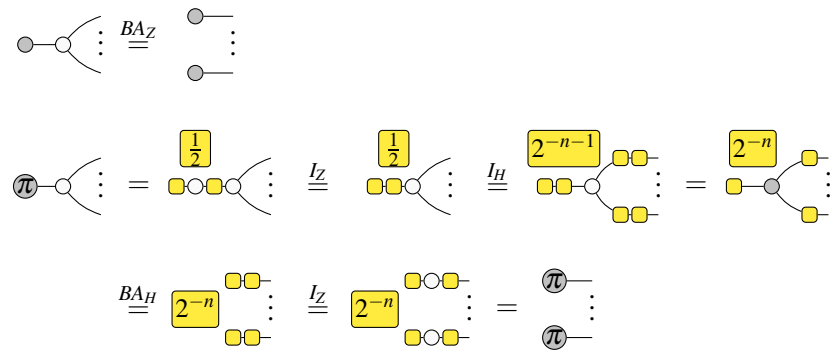 BA_Z
=
π = 1/2 I_Z = 1/2 I_H = 2^{-n-1} = 2^{-n}
BA_H = 2^{-n} I_Z = 2^{-n} = π
π